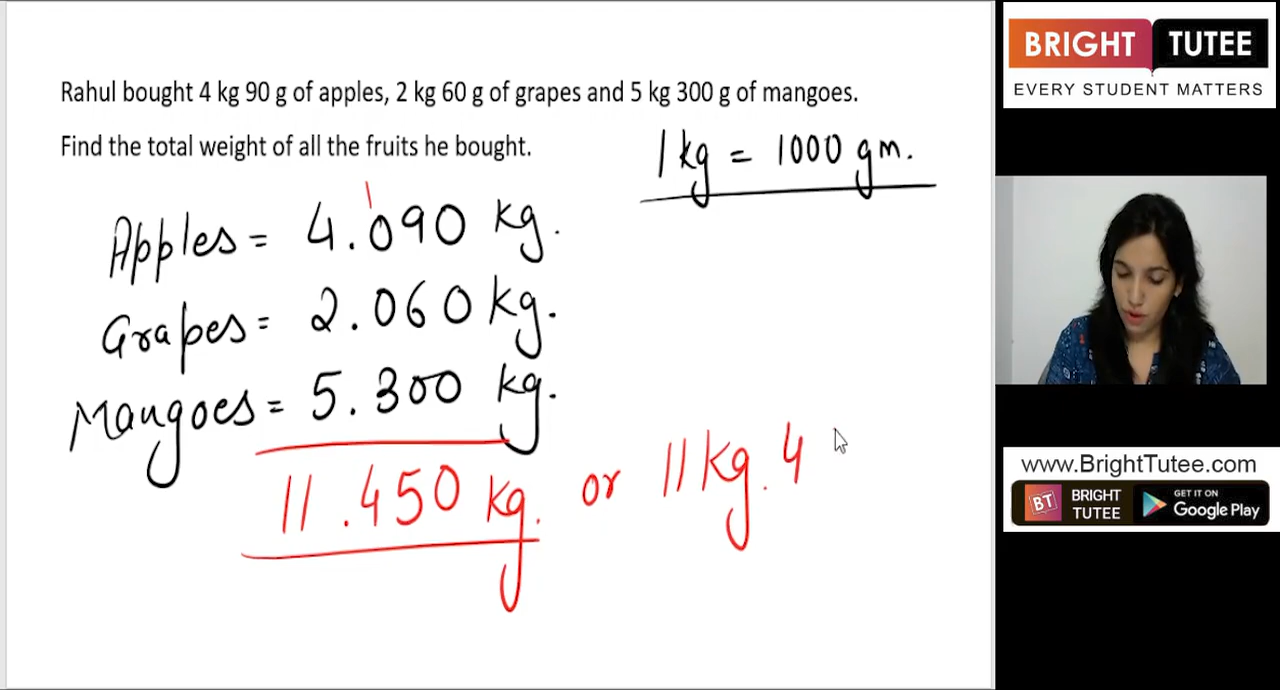 Rahul bought 4 kg 90 g of apples, 2 kg 60 g of grapes and 5 kg 300 g of mangoes.
Find the total weight of all the fruits he bought.
1 kg = 1000 gm.
1
Apples = 4.090 kg.
Grapes = 2.060 kg.
Mangoes = 5.300 kg.
11.450 kg. or 11 kg. 4
BRIGHT TUTEE
EVERY STUDENT MATTERS
www.BrightTutee.com
BT BRIGHT TUTEE
GET IT ON
Google Play